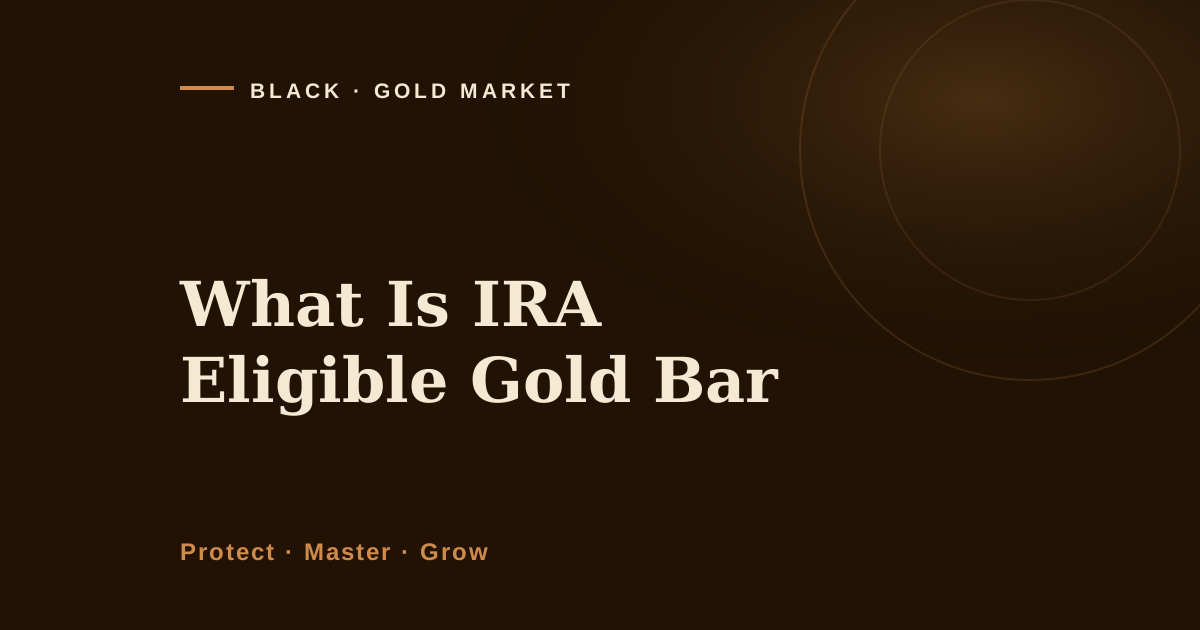 BLACK · GOLD MARKET
What Is IRA
Eligible Gold Bar
Protect · Master · Grow